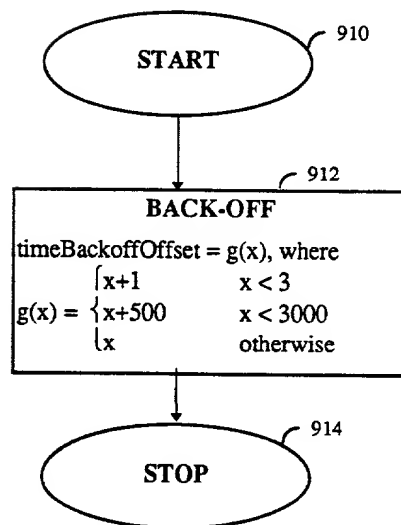 910
START
912
BACK-OFF
timeBackoffOffset = g(x), where
x+1 x < 3
g(x) = { x+500 x < 3000
x otherwise
914
STOP